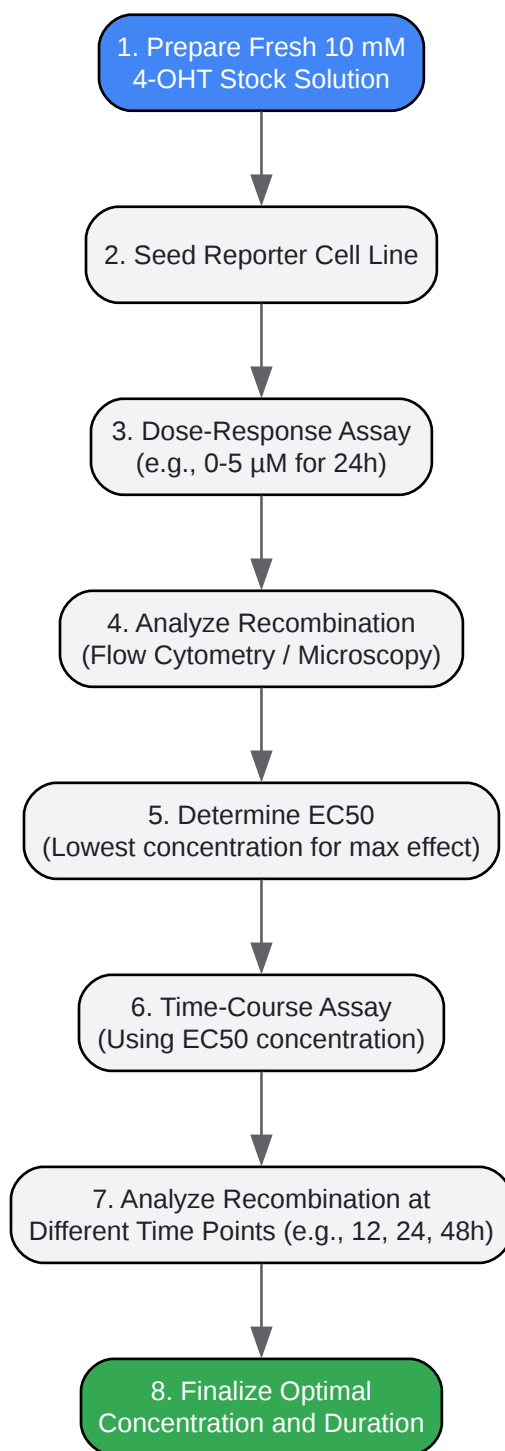 1. Prepare Fresh 10 mM
4-OHT Stock Solution
2. Seed Reporter Cell Line
3. Dose-Response Assay
(e.g., 0-5 µM for 24h)
4. Analyze Recombination
(Flow Cytometry / Microscopy)
5. Determine EC50
(Lowest concentration for max effect)
6. Time-Course Assay
(Using EC50 concentration)
7. Analyze Recombination at
Different Time Points (e.g., 12, 24, 48h)
8. Finalize Optimal
Concentration and Duration